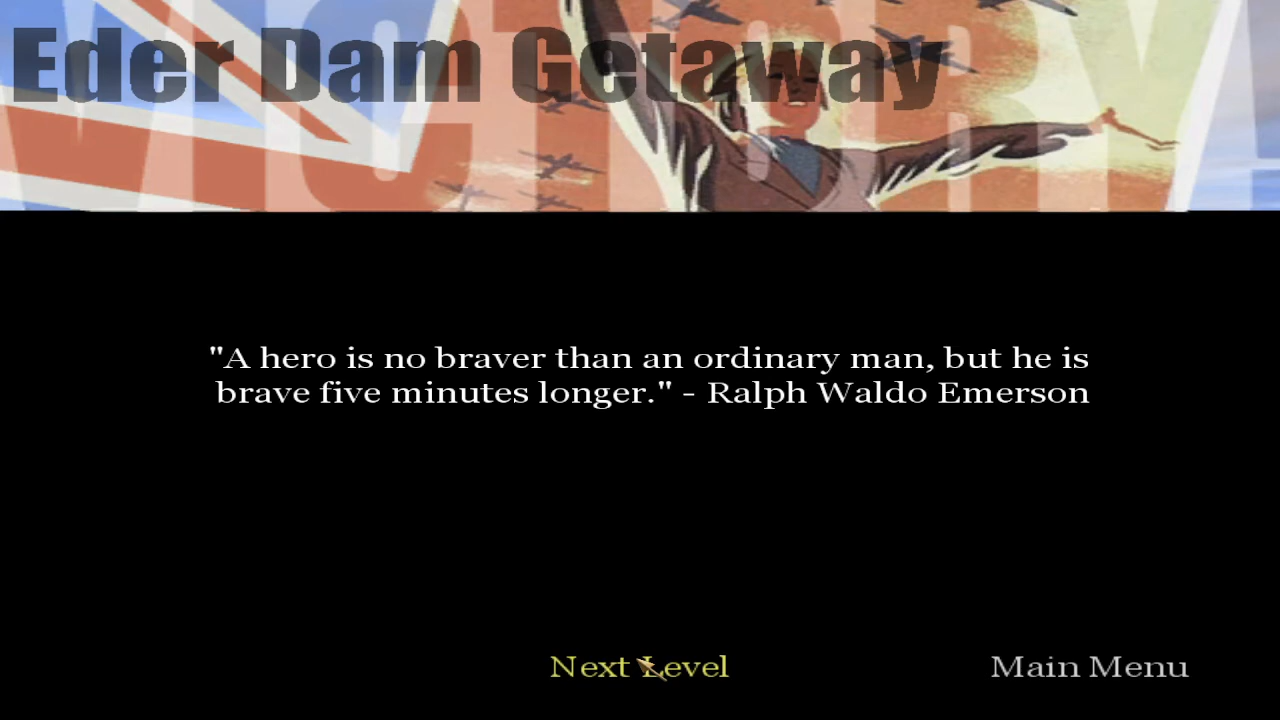 VICTORY
Eder Dam Getaway
"A hero is no braver than an ordinary man, but he is
brave five minutes longer." - Ralph Waldo Emerson
Next Level
Main Menu